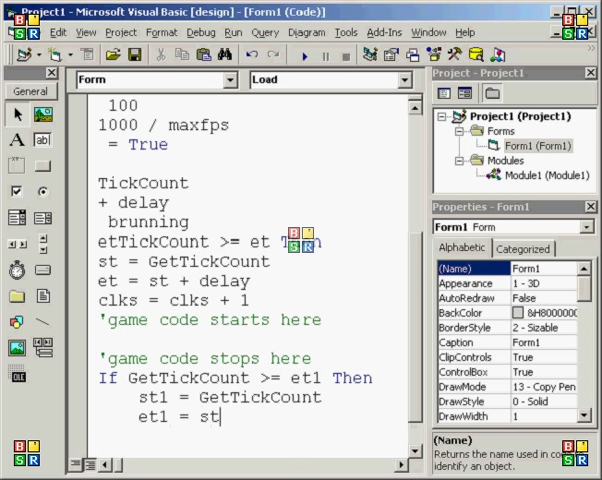 Project1 - Microsoft Visual Basic [design] - [Form1 (Code)]
Edit View Project Format Debug Run Query Diagram Tools Add-Ins Window Help
Form Load
General
100
1000 / maxfps
= True
TickCount
+ delay
brunning
etTickCount >= et
st = GetTickCount
et = st + delay
clks = clks + 1
'game code starts here
'game code stops here
If GetTickCount >= et1 Then
st1 = GetTickCount
et1 = st
Project - Project1
Project1 (Project1)
Forms
Form1 (Form1)
Modules
Module1 (Module1)
Properties - Form1
Form1 Form
Alphabetic Categorized
(Name) Form1
Appearance 1 - 3D
AutoRedraw False
BackColor &H8000000
BorderStyle 2 - Sizable
Caption Form1
ClipControls True
ControlBox True
DrawMode 13 - Copy Pen
DrawStyle 0 - Solid
DrawWidth 1
(Name)
Returns the name used in
identify an object.